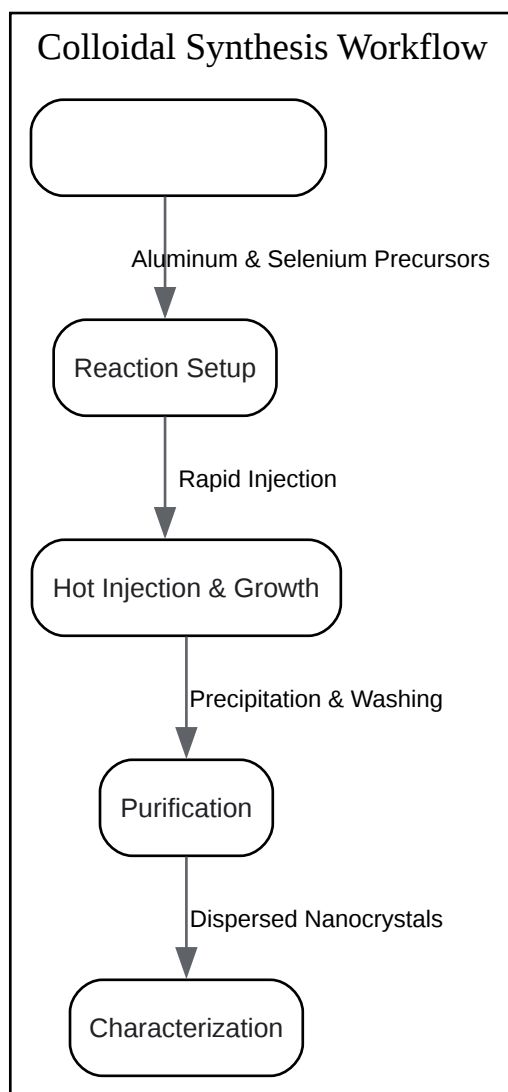 Colloidal Synthesis Workflow
Aluminum & Selenium Precursors
Reaction Setup
Rapid Injection
Hot Injection & Growth
Precipitation & Washing
Purification
Dispersed Nanocrystals
Characterization